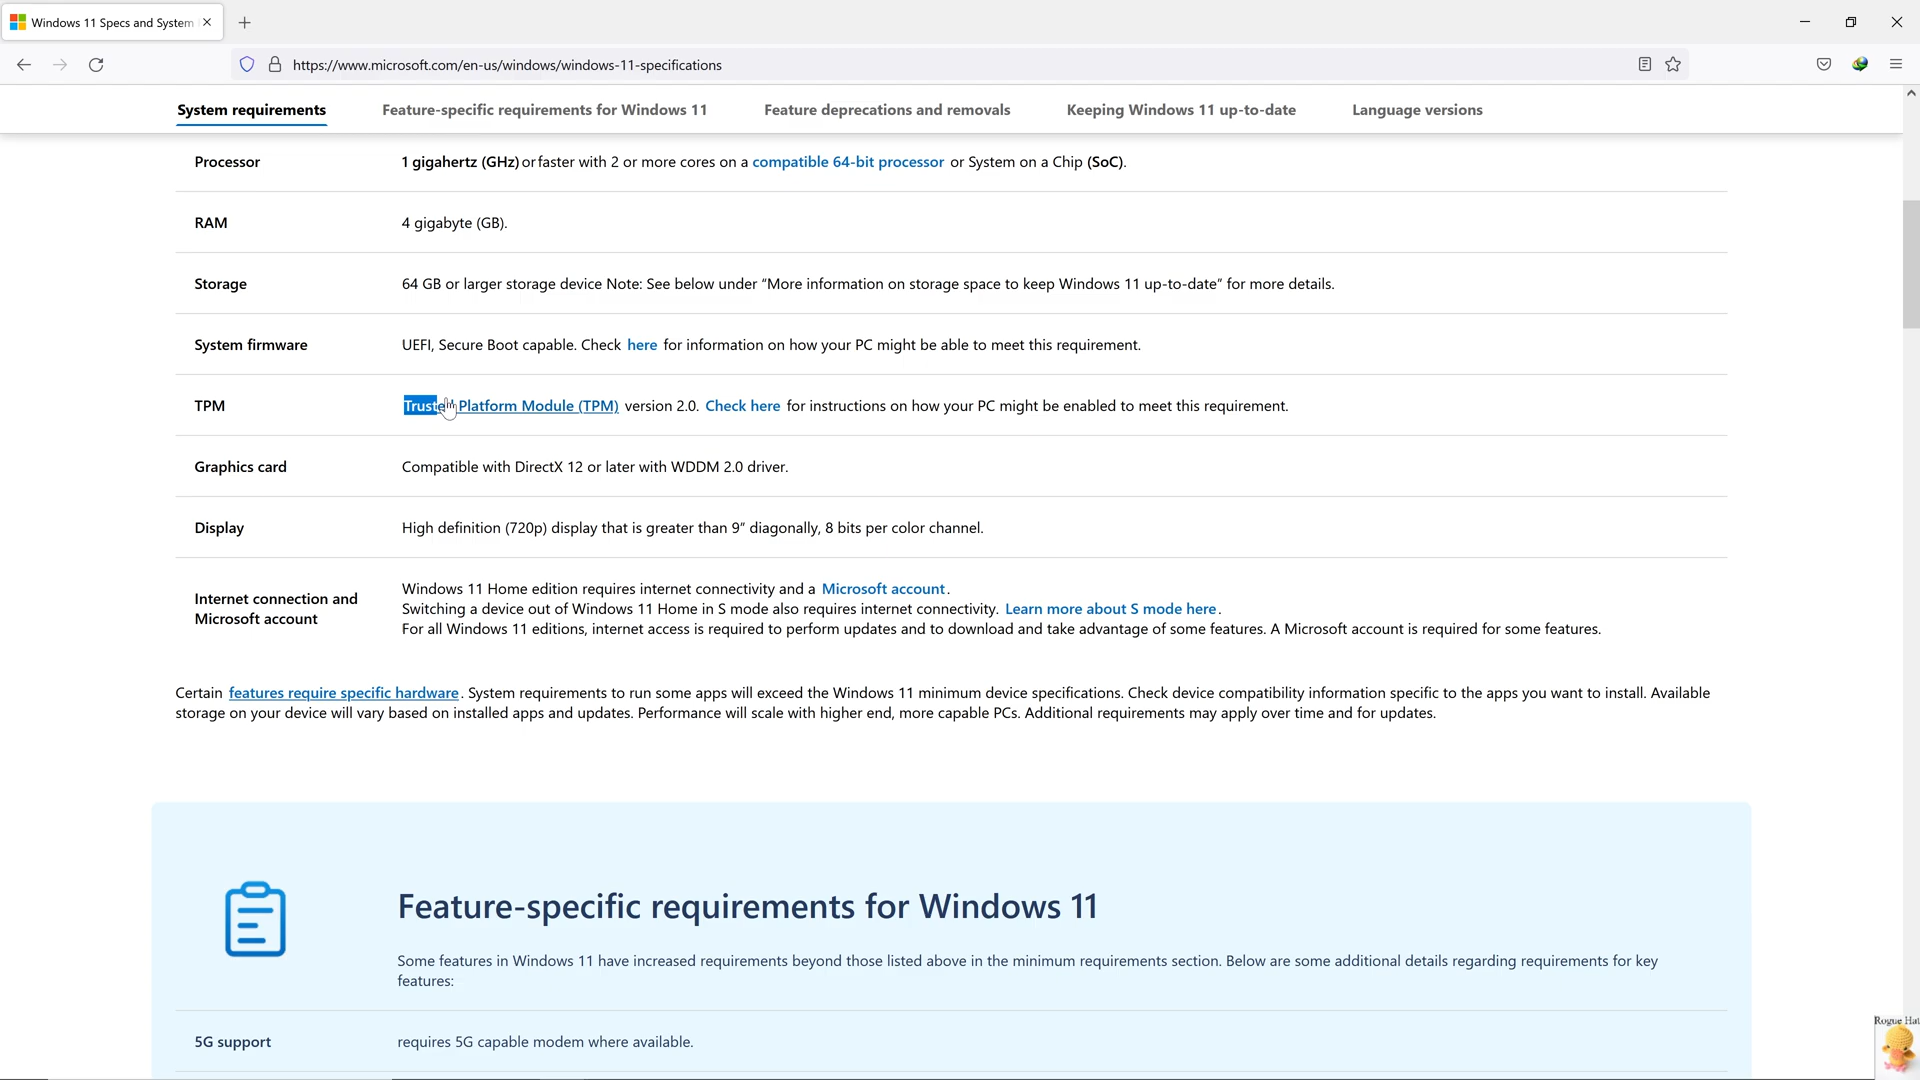 Windows 11 Specs and System
https://www.microsoft.com/en-us/windows/windows-11-specifications
System requirements
Feature-specific requirements for Windows 11
Feature deprecations and removals
Keeping Windows 11 up-to-date
Language versions
Processor
1 gigahertz (GHz) or faster with 2 or more cores on a compatible 64-bit processor or System on a Chip (SoC).
RAM
4 gigabyte (GB).
Storage
64 GB or larger storage device Note: See below under “More information on storage space to keep Windows 11 up-to-date” for more details.
System firmware
UEFI, Secure Boot capable. Check here for information on how your PC might be able to meet this requirement.
TPM
Trusted Platform Module (TPM) version 2.0. Check here for instructions on how your PC might be enabled to meet this requirement.
Graphics card
Compatible with DirectX 12 or later with WDDM 2.0 driver.
Display
High definition (720p) display that is greater than 9” diagonally, 8 bits per color channel.
Internet connection and
Microsoft account
Windows 11 Home edition requires internet connectivity and a Microsoft account.
Switching a device out of Windows 11 Home in S mode also requires internet connectivity. Learn more about S mode here.
For all Windows 11 editions, internet access is required to perform updates and to download and take advantage of some features. A Microsoft account is required for some features.
Certain features require specific hardware. System requirements to run some apps will exceed the Windows 11 minimum device specifications. Check device compatibility information specific to the apps you want to install. Available
storage on your device will vary based on installed apps and updates. Performance will scale with higher end, more capable PCs. Additional requirements may apply over time and for updates.
Feature-specific requirements for Windows 11
Some features in Windows 11 have increased requirements beyond those listed above in the minimum requirements section. Below are some additional details regarding requirements for key
features:
5G support
requires 5G capable modem where available.
Rogue Hat